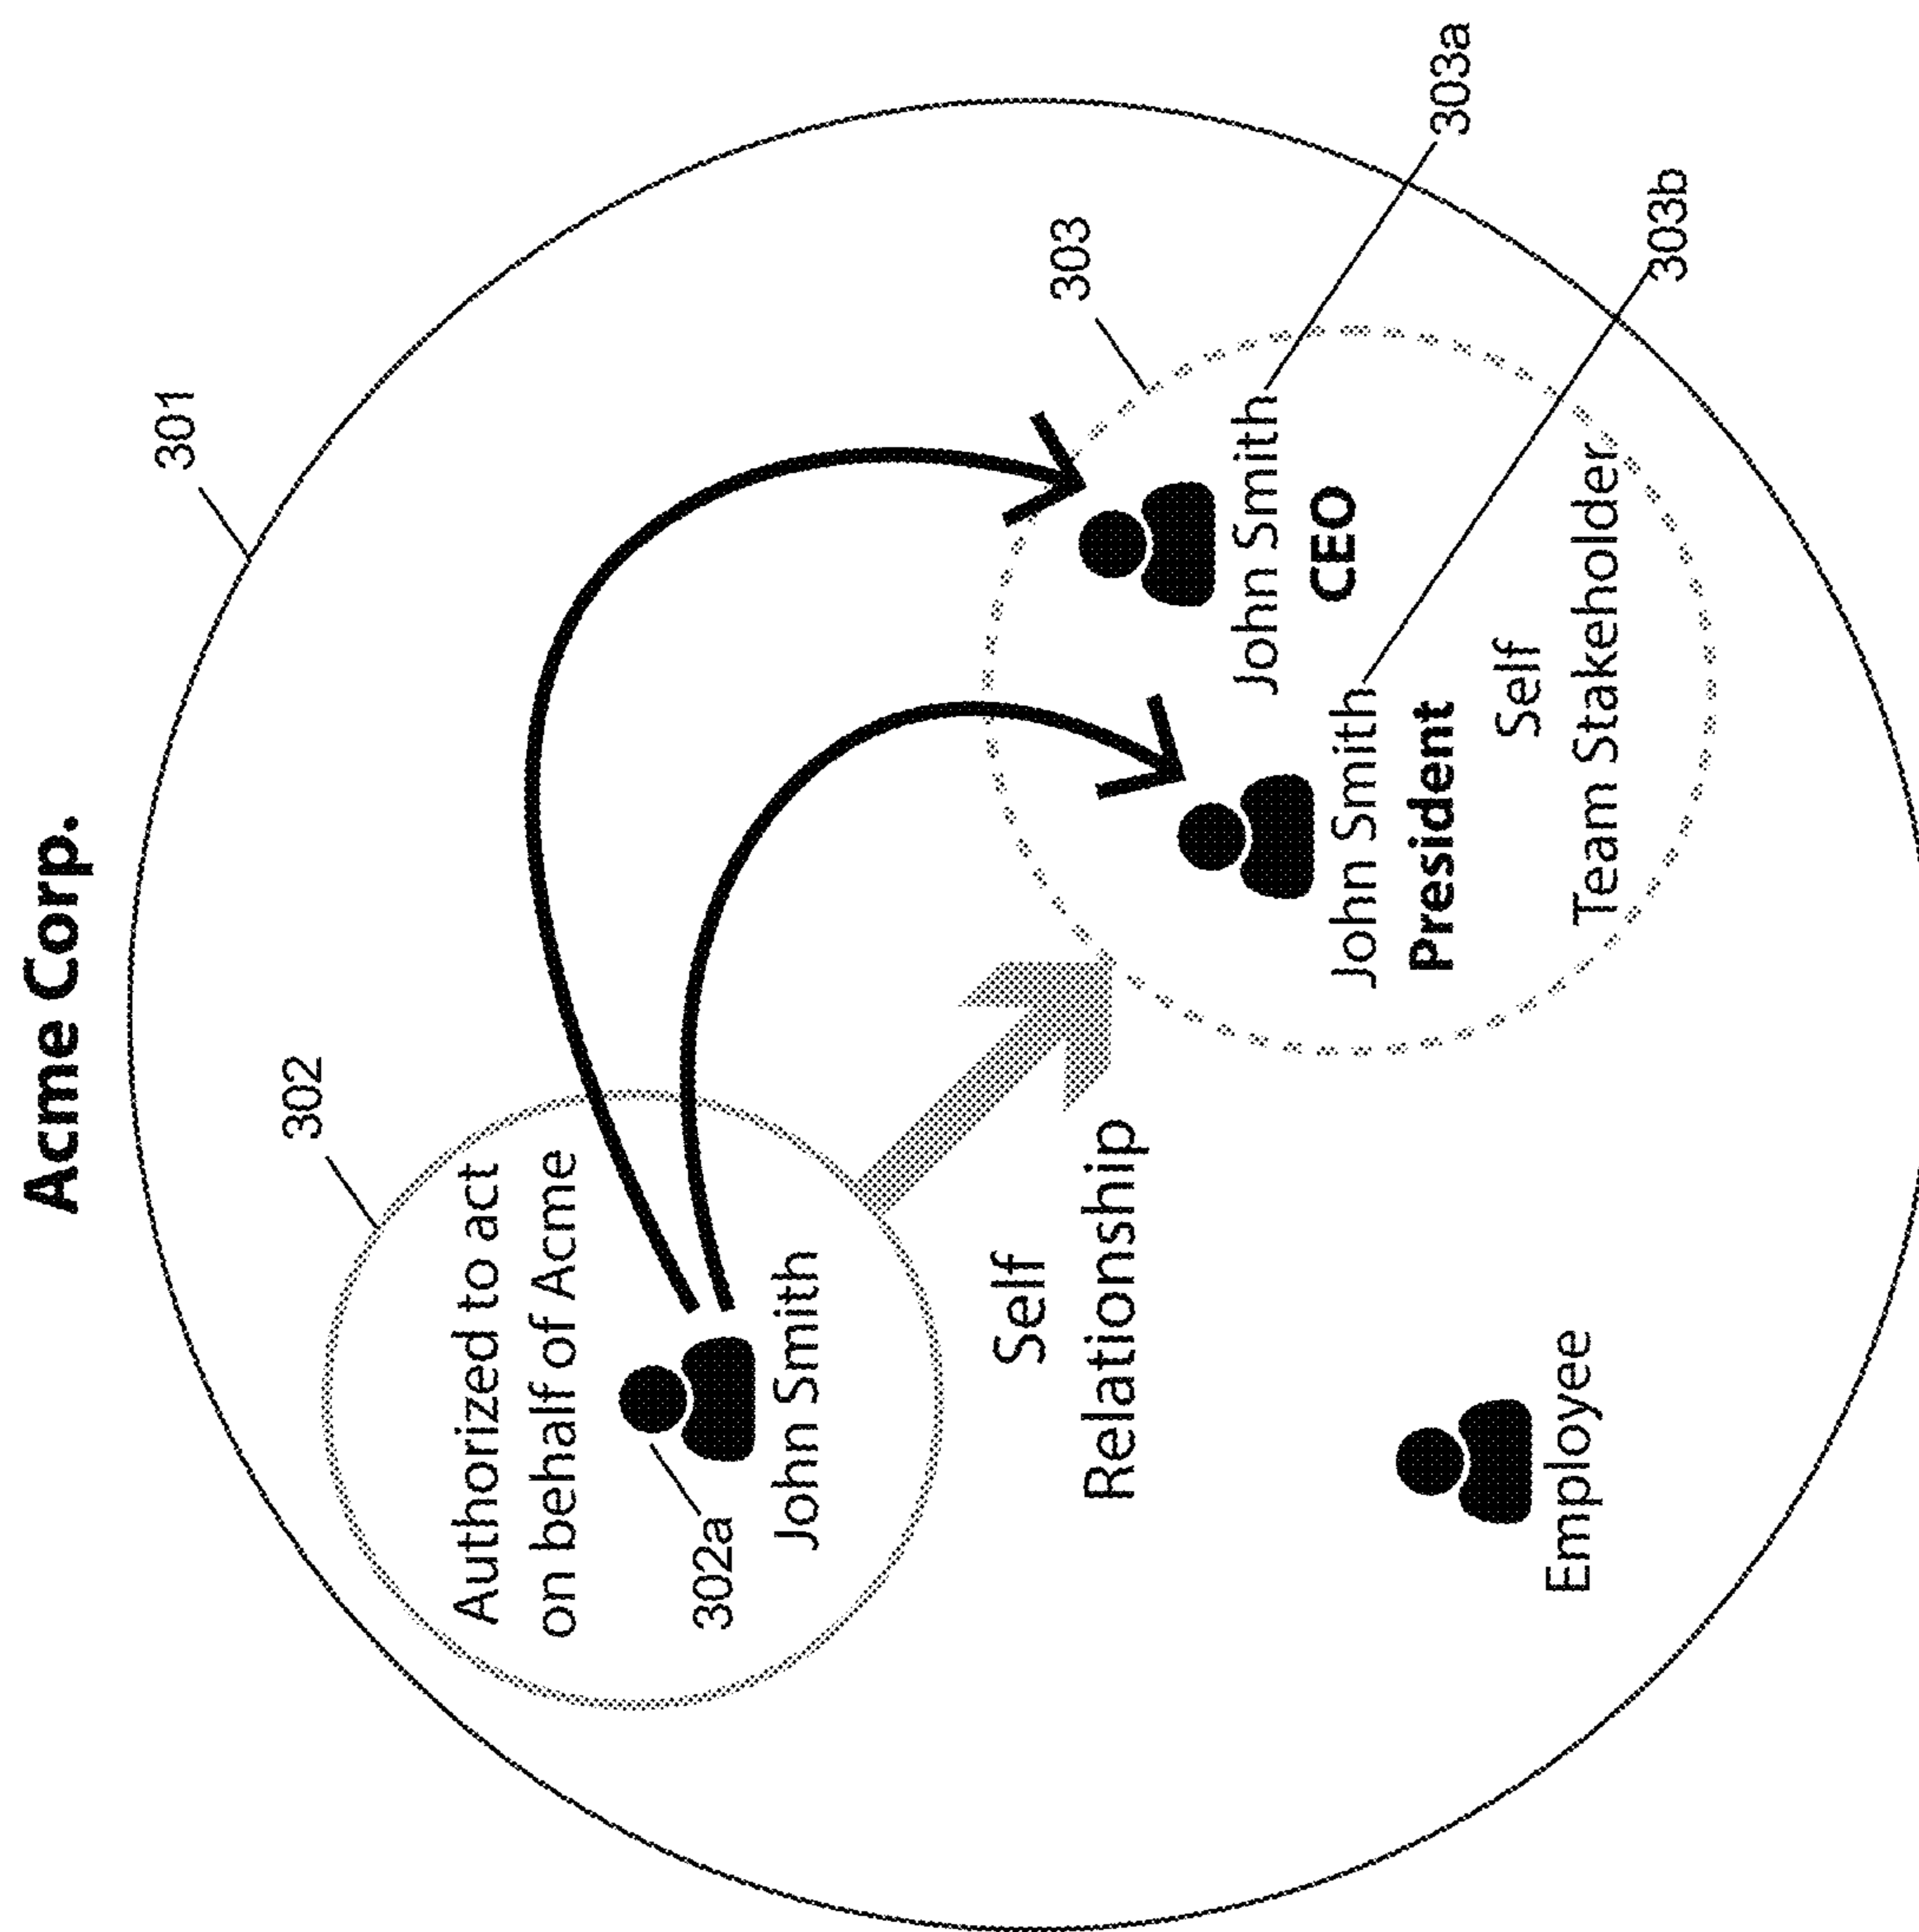 Acme Corp.
301
302
Authorized to act
on behalf of Acme
302a
John Smith
Self
Relationship
303
John Smith
CEO
303a
John Smith
President
303b
Self
Team Stakeholder
Employee